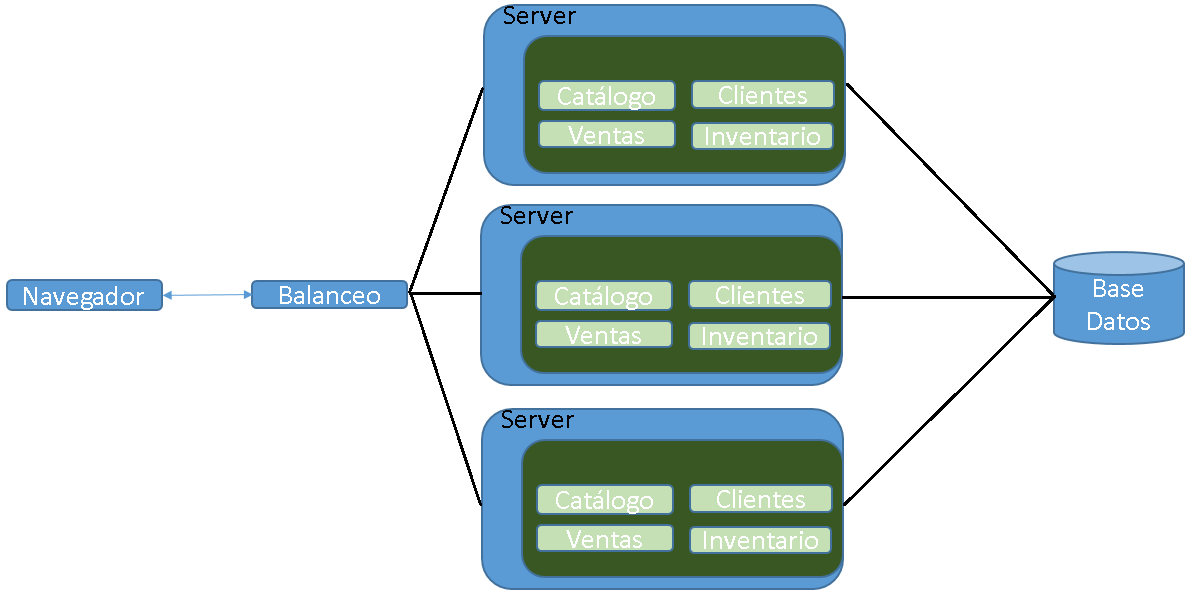 Server
Catálogo Clientes
Ventas Inventario
Server
Catálogo Clientes
Ventas Inventario
Navegador
Balanceo
Base
Datos
Server
Catálogo Clientes
Ventas Inventario